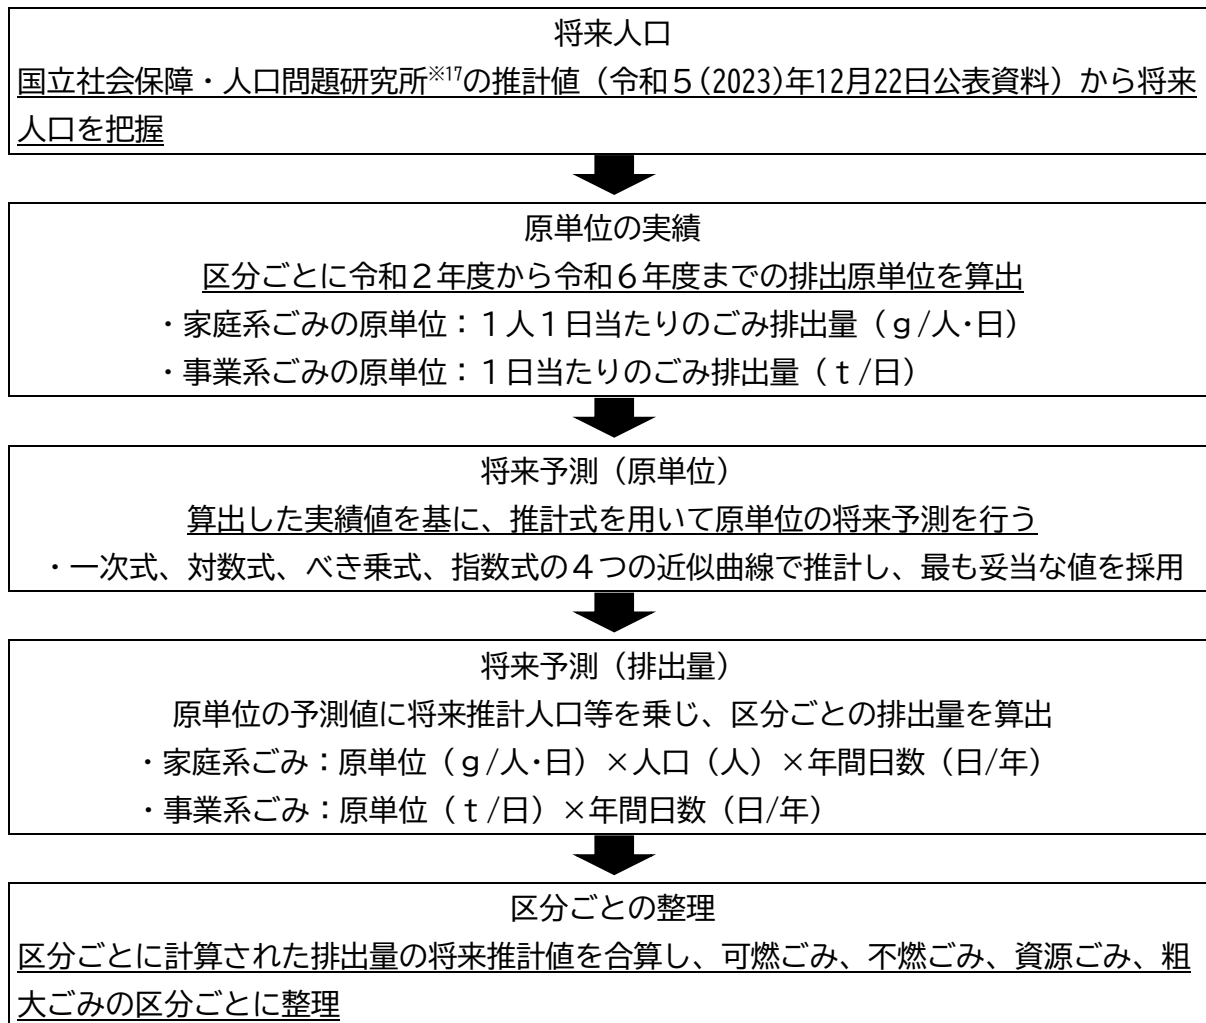 将来人口
国立社会保障・人口問題研究所※17の推計値（令和５(2023)年12月22日公表資料）から将来
人口を把握
原単位の実績
区分ごとに令和２年度から令和６年度までの排出原単位を算出
・家庭系ごみの原単位：１人１日当たりのごみ排出量（ｇ/人･日）
・事業系ごみの原単位：１日当たりのごみ排出量（ｔ/日）
将来予測（原単位）
算出した実績値を基に、推計式を用いて原単位の将来予測を行う
・一次式、対数式、べき乗式、指数式の４つの近似曲線で推計し、最も妥当な値を採用
将来予測（排出量）
原単位の予測値に将来推計人口等を乗じ、区分ごとの排出量を算出
・家庭系ごみ：原単位（ｇ/人･日）×人口（人）×年間日数（日/年）
・事業系ごみ：原単位（ｔ/日）×年間日数（日/年）
区分ごとの整理
区分ごとに計算された排出量の将来推計値を合算し、可燃ごみ、不燃ごみ、資源ごみ、粗
大ごみの区分ごとに整理